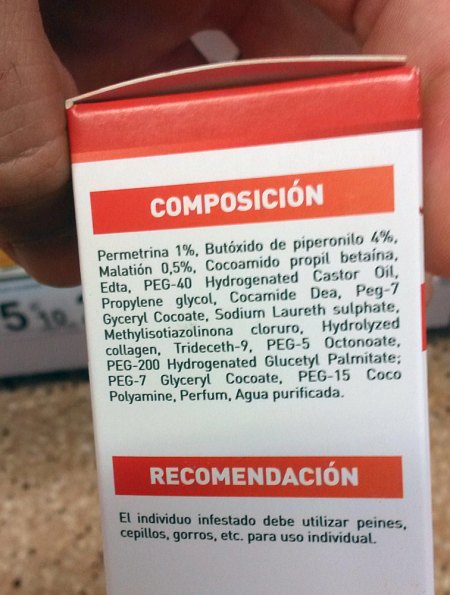 COMPOSICIÓN
Permetrina 1%, Butóxido de piperonilo 4%,
Malatión 0,5%, Cocoamido propil betaína,
Edta, PEG-40 Hydrogenated Castor Oil,
Propylene glycol, Cocamide Dea, Peg-7
Gyceryl Cocoate, Sodium Laureth sulphate,
Methylisotiazolinona cloruro, Hydrolyzed
collagen, Trideceth-9, PEG-5 Octonoate,
PEG-200 Hydrogenated Glucetyl Palmitate;
PEG-7 Glyceryl Cocoate, PEG-15 Coco
Polyamine, Perfum, Agua purificada.
RECOMENDACIÓN
El individuo infestado debe utilizar peines,
cepillos, gorros, etc. para uso individual.